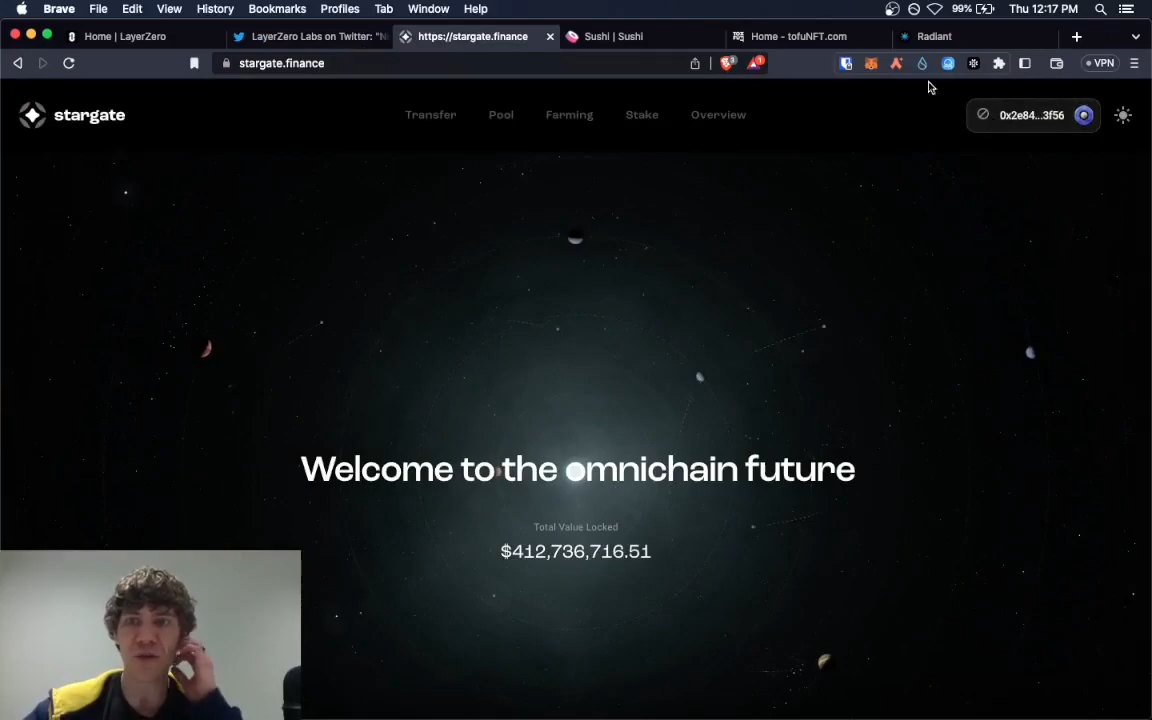 Brave File Edit View History Bookmarks Profiles Tab Window Help 99% Thu 12:17 PM
Home | LayerZero
LayerZero Labs on Twitter: "N
https://stargate.finance
Sushi | Sushi
Home - tofuNFT.com
Radiant
stargate.finance
3
1
VPN
stargate
Transfer Pool Farming Stake Overview
0x2e84...3f56
Welcome to the omnichain future
Total Value Locked
$412,736,716.51